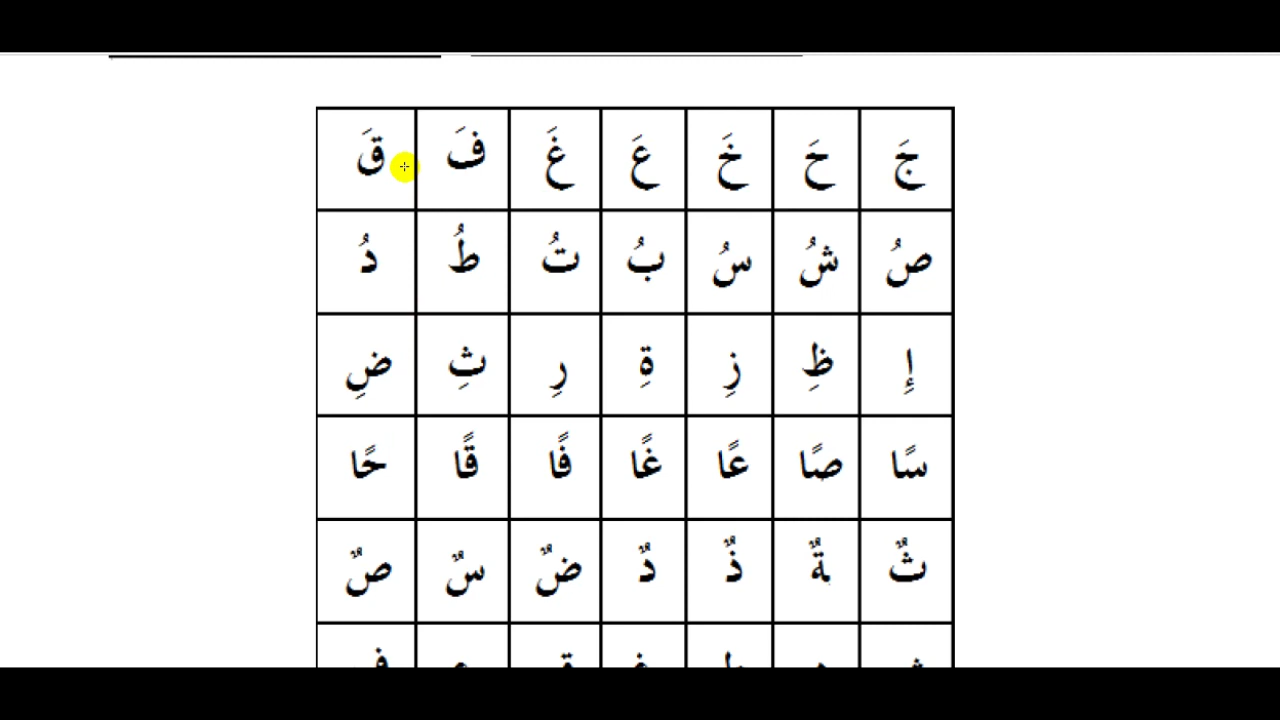 جَ حَ خَ عَ غَ فَ قَ
صُ شُ سُ بُ تُ طُ دُ
إِ ظِ زِ ةِ رِ ثِ ضِ
سًا صًا عًا غًا فًا قًا حًا
ثٌ ةٌ ذٌ دٌ ضٌ سٌ صٌ